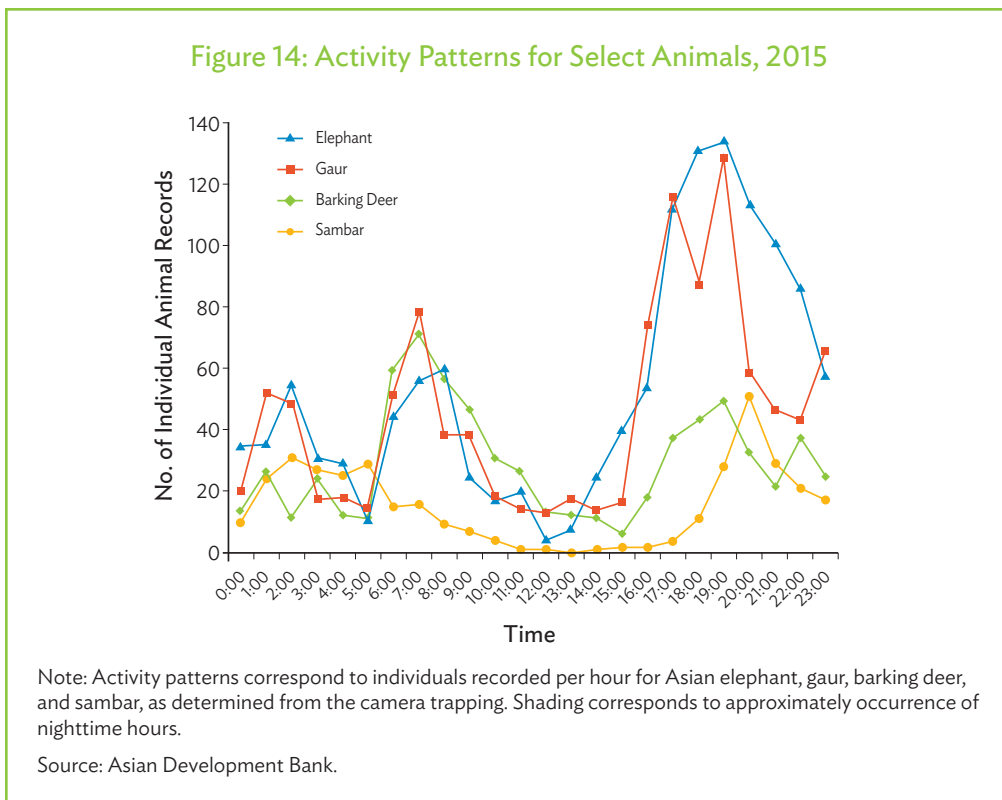 Figure 14: Activity Patterns for Select Animals, 2015
No. of Individual Animal Records
140
120
100
80
60
40
20
0
Elephant
Gaur
Barking Deer
Sambar
0:00
1:00
2:00
3:00
4:00
5:00
6:00
7:00
8:00
9:00
10:00
11:00
12:00
13:00
14:00
15:00
16:00
17:00
18:00
19:00
20:00
21:00
22:00
23:00
Time
Note: Activity patterns correspond to individuals recorded per hour for Asian elephant, gaur, barking deer,
and sambar, as determined from the camera trapping. Shading corresponds to approximately occurrence of
nighttime hours.
Source: Asian Development Bank.